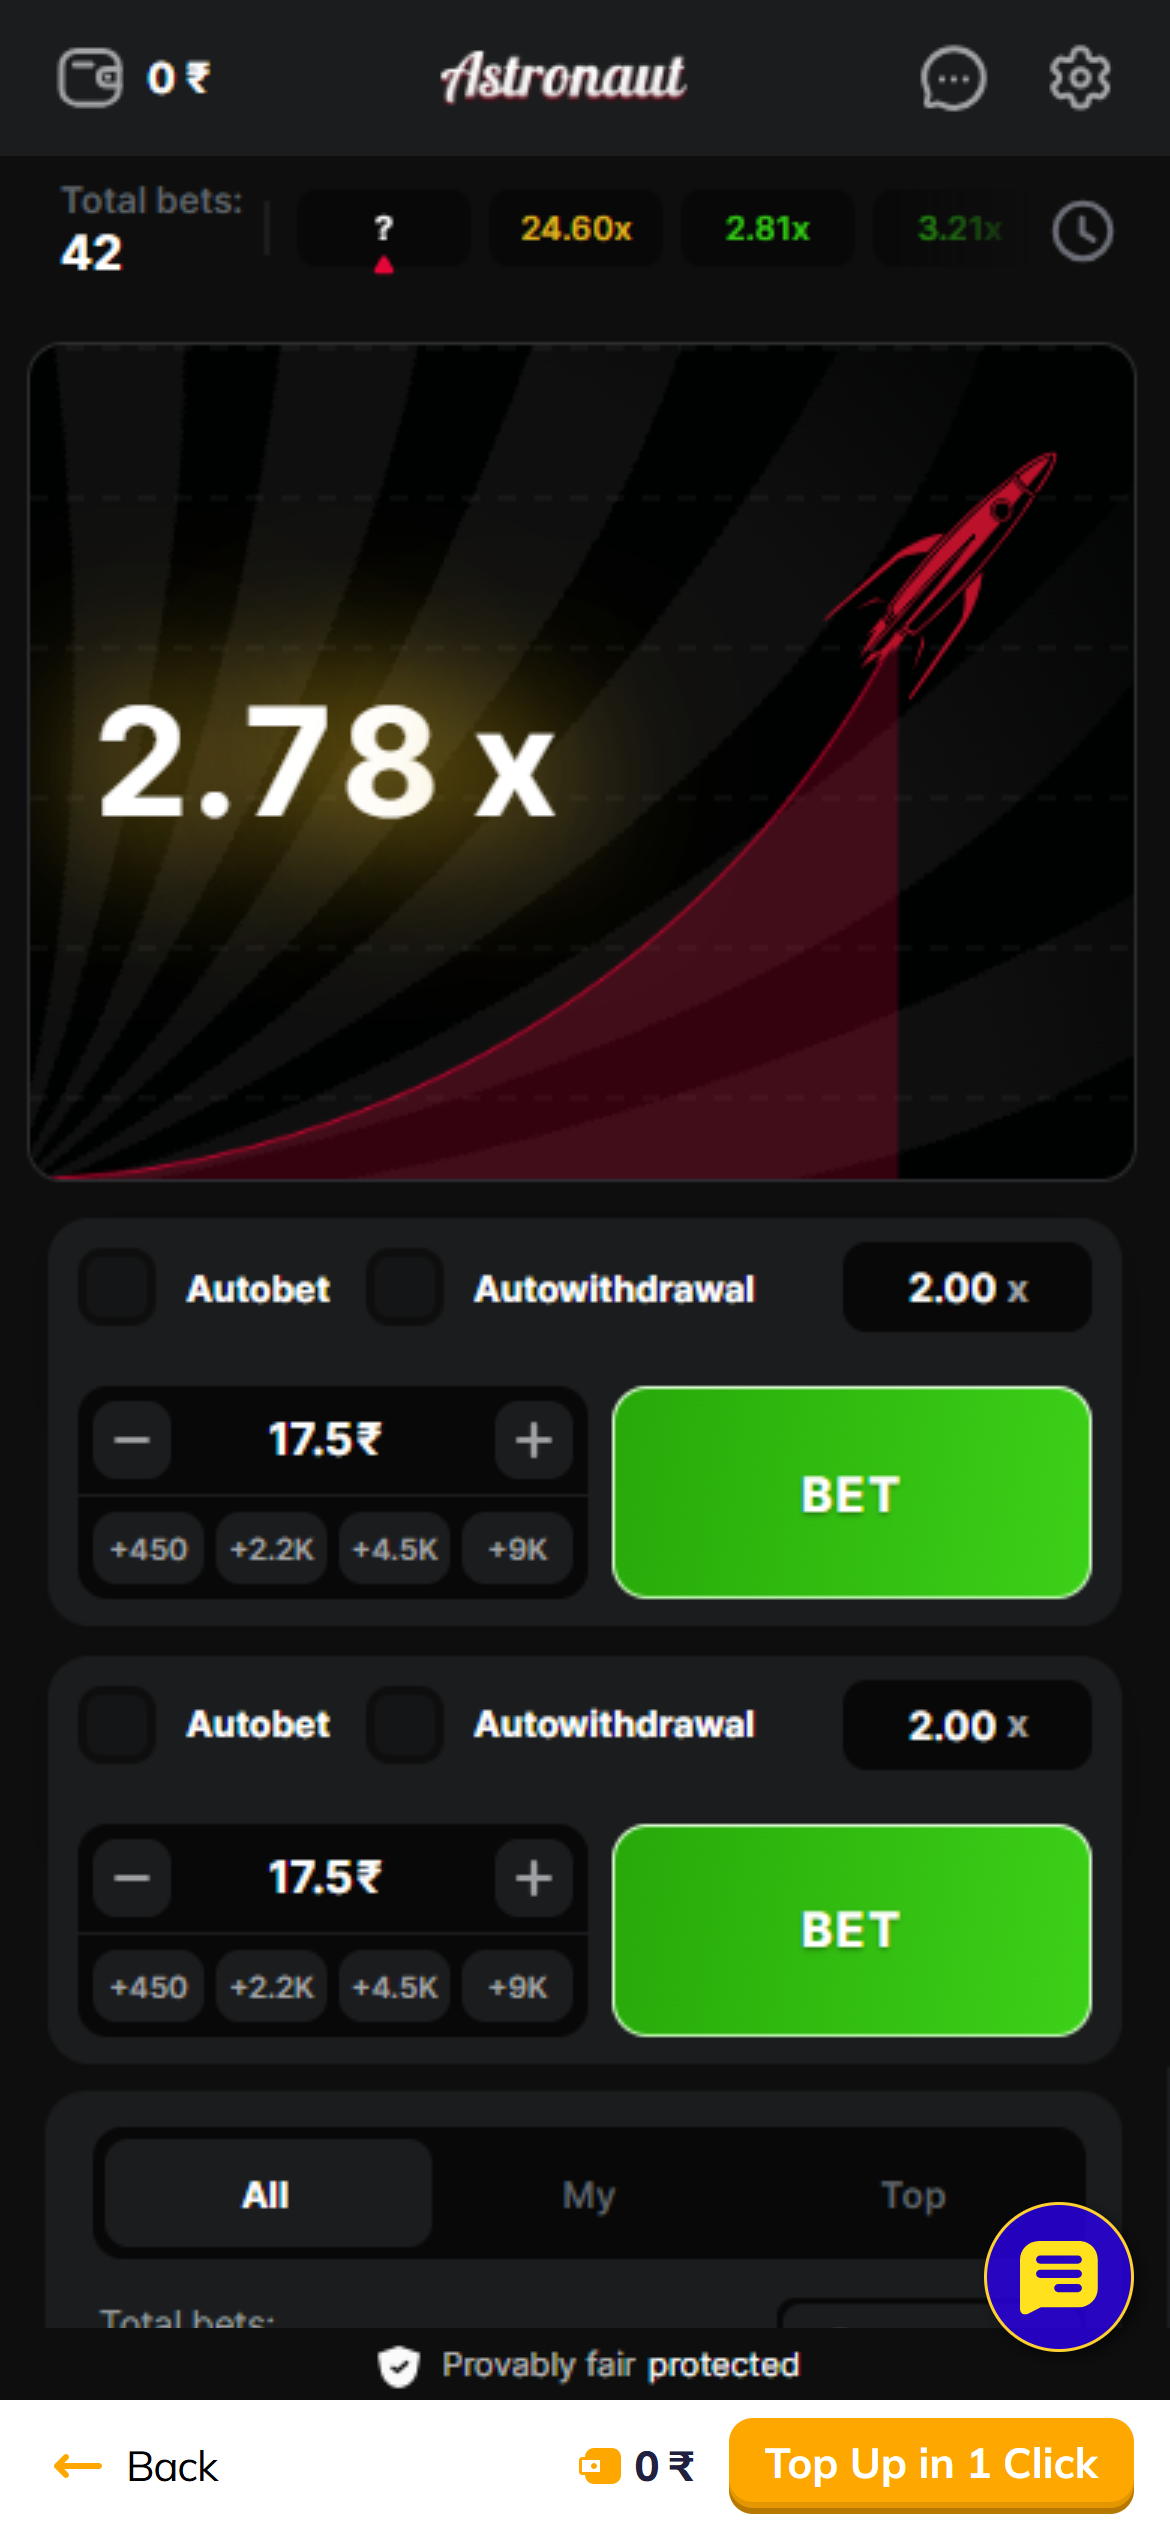 0 ₹
Astronaut
Total bets:
42
?
24.60x
2.81x
3.21x
2.78 x
Autobet
Autowithdrawal
2.00 x
17.5₹
+450
+2.2K
+4.5K
+9K
BET
Autobet
Autowithdrawal
2.00 x
17.5₹
+450
+2.2K
+4.5K
+9K
BET
All
My
Top
Total bets:
Provably fair protected
Back
0 ₹
Top Up in 1 Click